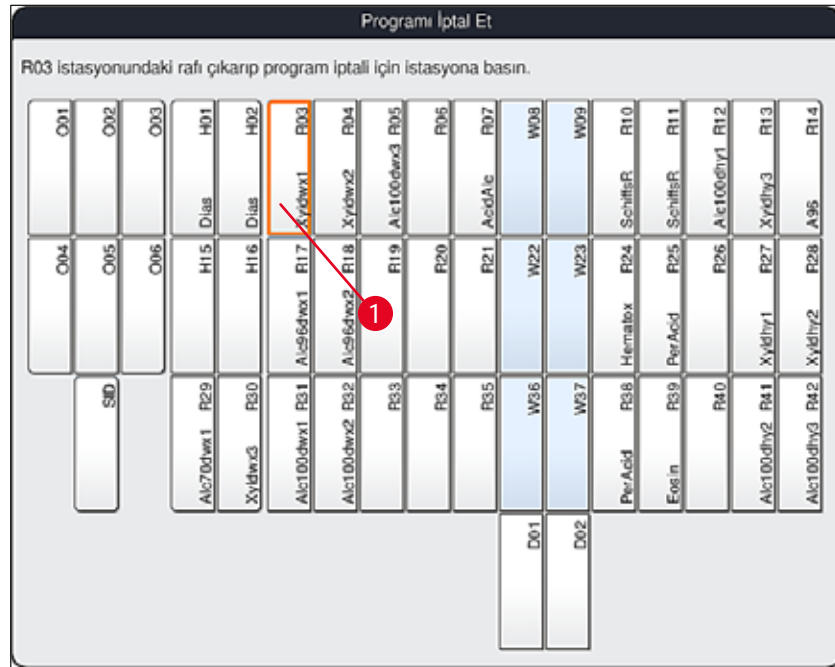 Programı İptal Et
R03 istasyonundaki rafı çıkarıp program iptali için istasyona basın.
O01
O02
O03
H01 Dias
H02 Dias
R03 Xyldwx1
R04 Xyldwx2
R05 Alc100dwx3
R06
R07 AcidAlc
W08
W09
R10 SchiffsR
R11 SchiffsR
R12 Alc100dhy1
R13 Xyldhy3
R14 A96
O04
O05
O06
H15
H16
R17 Alc96dwx1
R18 Alc96dwx2
R19
R20
R21
W22
W23
R24 Hematox
R25 PerAcid
R26
R27 Xyldhy1
R28 Xyldhy2
1
SID
R29 Alc70dwx1
R30 Xyldwx3
R31 Alc100dwx1
R32 Alc100dwx2
R33
R34
R35
W36
W37
R38 PerAcid
R39 Eosin
R40
R41 Alc100dhy2
R42 Alc100dhy3
D01
D02